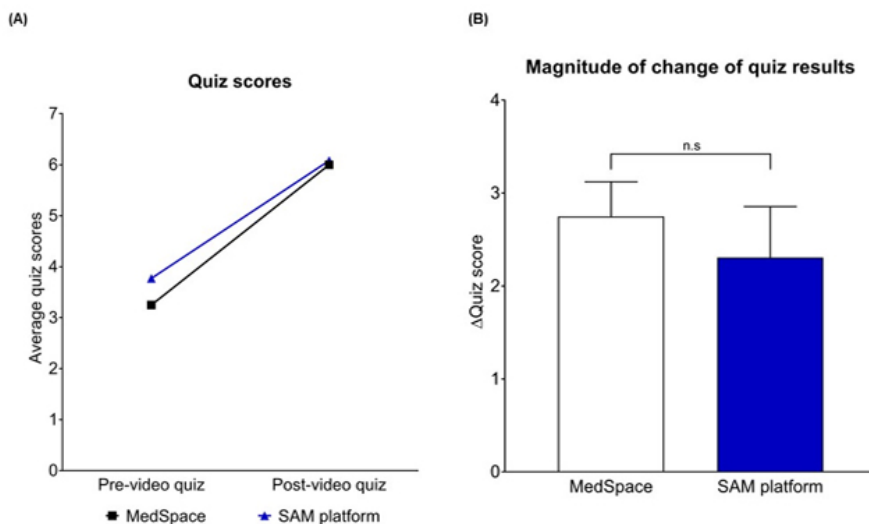 (A)
Quiz scores
7
6
5
4
3
2
1
0
Average quiz scores
Pre-video quiz
Post-video quiz
MedSpace
SAM platform
(B)
Magnitude of change of quiz results
4
3
2
1
0
ΔQuiz score
n.s
MedSpace
SAM platform